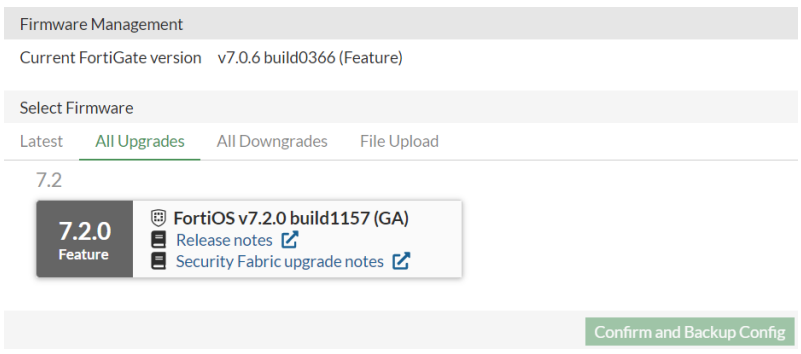 Firmware Management
Current FortiGate version v7.0.6 build0366 (Feature)
Select Firmware
Latest All Upgrades All Downgrades File Upload
7.2
7.2.0
Feature
FortiOS v7.2.0 build1157 (GA)
Release notes
Security Fabric upgrade notes
Confirm and Backup Config